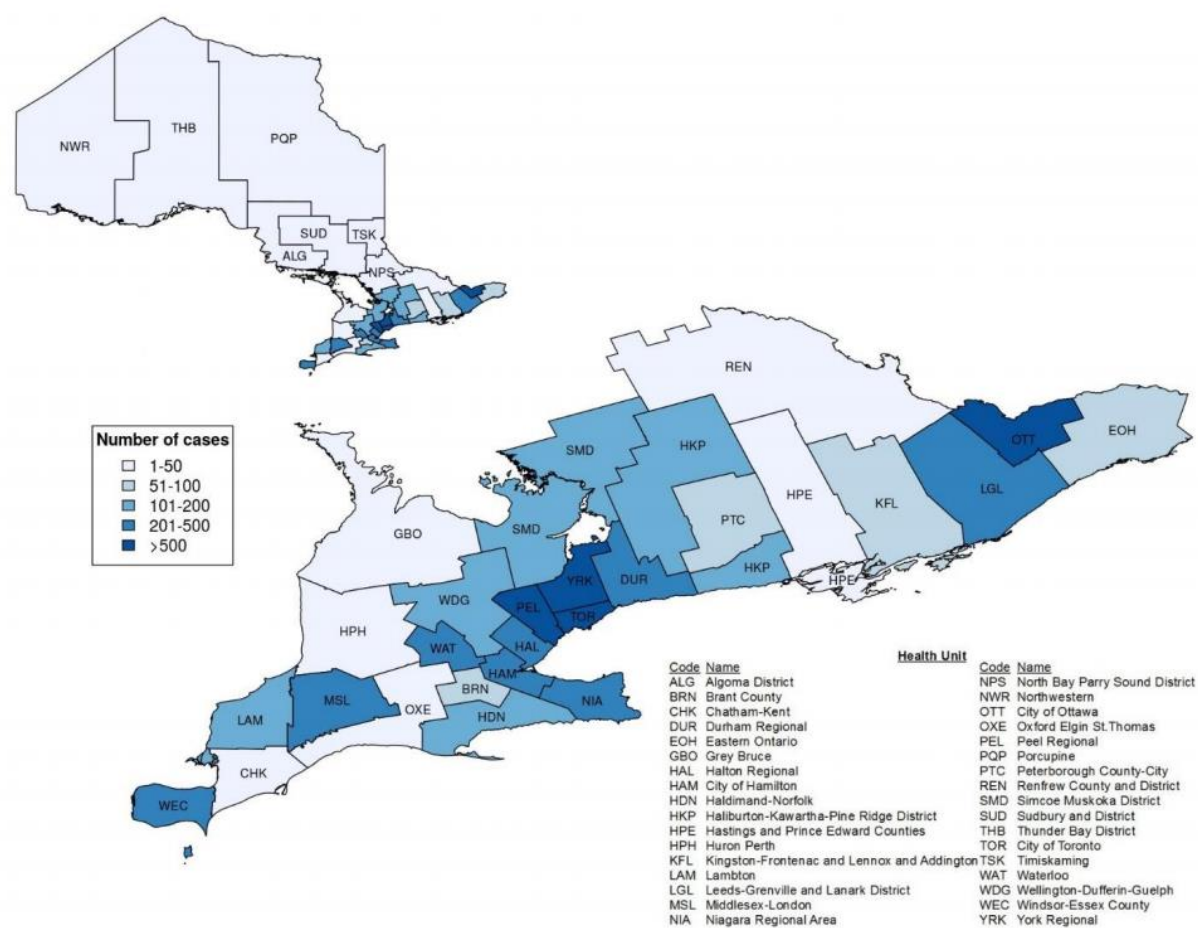 NWR
THB
PQP
SUD
TSK
ALG
NPS
Number of cases
1-50
51-100
101-200
201-500
>500
REN
SMD
HKP
OTT
EOH
HPE
KFL
LGL
PTC
GBO
SMD
YRK
DUR
HKP
HPE
WDG
PEL
TOR
HPH
WAT
HAL
HAM
MSL
BRN
NIA
LAM
OXE
HDN
CHK
WEC
Health Unit
Code Name Code Name
ALG Algoma District NPS North Bay Parry Sound District
BRN Brant County NWR Northwestern
CHK Chatham-Kent OTT City of Ottawa
DUR Durham Regional OXE Oxford Elgin St.Thomas
EOH Eastern Ontario PEL Peel Regional
GBO Grey Bruce PQP Porcupine
HAL Halton Regional PTC Peterborough County-City
HAM City of Hamilton REN Renfrew County and District
HDN Haldimand-Norfolk SMD Simcoe Muskoka District
HKP Haliburton-Kawartha-Pine Ridge District SUD Sudbury and District
HPE Hastings and Prince Edward Counties THB Thunder Bay District
HPH Huron Perth TOR City of Toronto
KFL Kingston-Frontenac and Lennox and Addington TSK Timiskaming
LAM Lambton WAT Waterloo
LGL Leeds-Grenville and Lanark District WDG Wellington-Dufferin-Guelph
MSL Middlesex-London WEC Windsor-Essex County
NIA Niagara Regional Area YRK York Regional